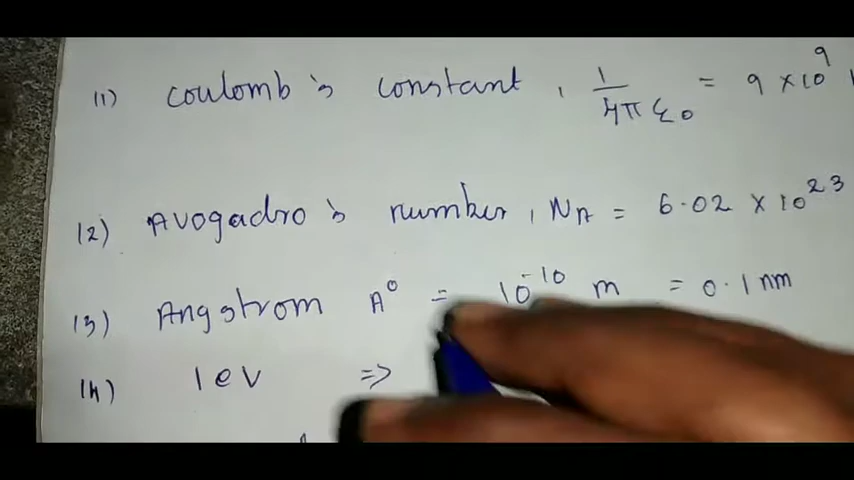 11) Coulomb's constant, 1/4πε0 = 9 ×10^9
12) Avogadro's number, NA = 6.02 × 10^23
13) Angstrom A° = 10^-10 m = 0.1 nm
14) 1 eV =>